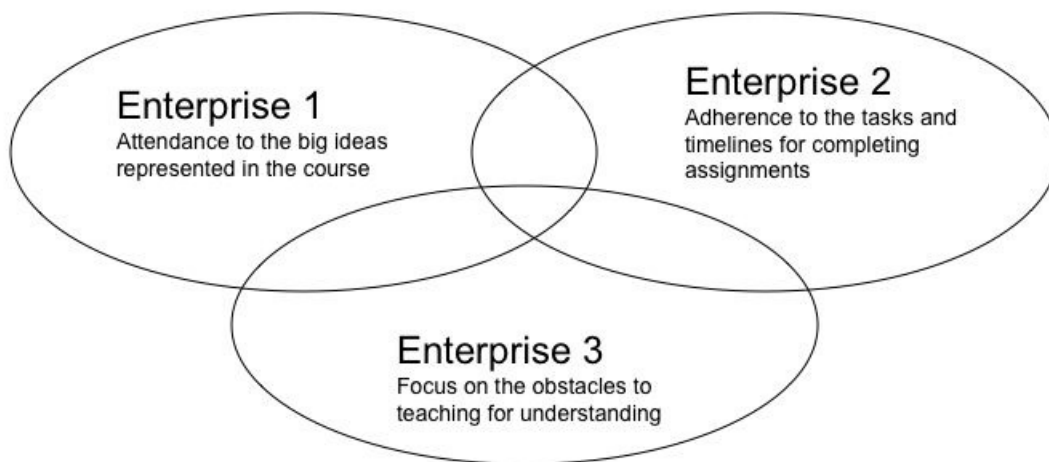 Enterprise 1
Attendance to the big ideas
represented in the course
Enterprise 2
Adherence to the tasks and
timelines for completing
assignments
Enterprise 3
Focus on the obstacles to
teaching for understanding